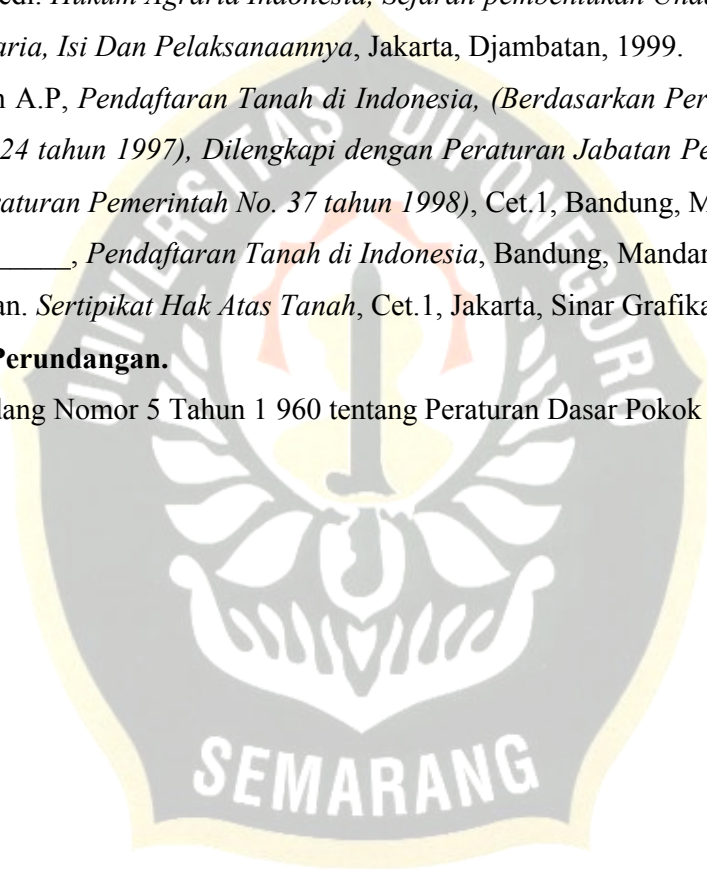 edi. Hukum Agraria Indonesia, Sejarah pembentukan Unda
aria, Isi Dan Pelaksanaannya, Jakarta, Djambatan, 1999.
n A.P, Pendaftaran Tanah di Indonesia, (Berdasarkan Per
24 tahun 1997), Dilengkapi dengan Peraturan Jabatan Pe
raturan Pemerintah No. 37 tahun 1998), Cet.1, Bandung, M
_____, Pendaftaran Tanah di Indonesia, Bandung, Mandar
an. Sertipikat Hak Atas Tanah, Cet.1, Jakarta, Sinar Grafika
Perundangan.
lang Nomor 5 Tahun 1 960 tentang Peraturan Dasar Pokok
UNIVERSITAS DIPONEGORO
SEMARANG